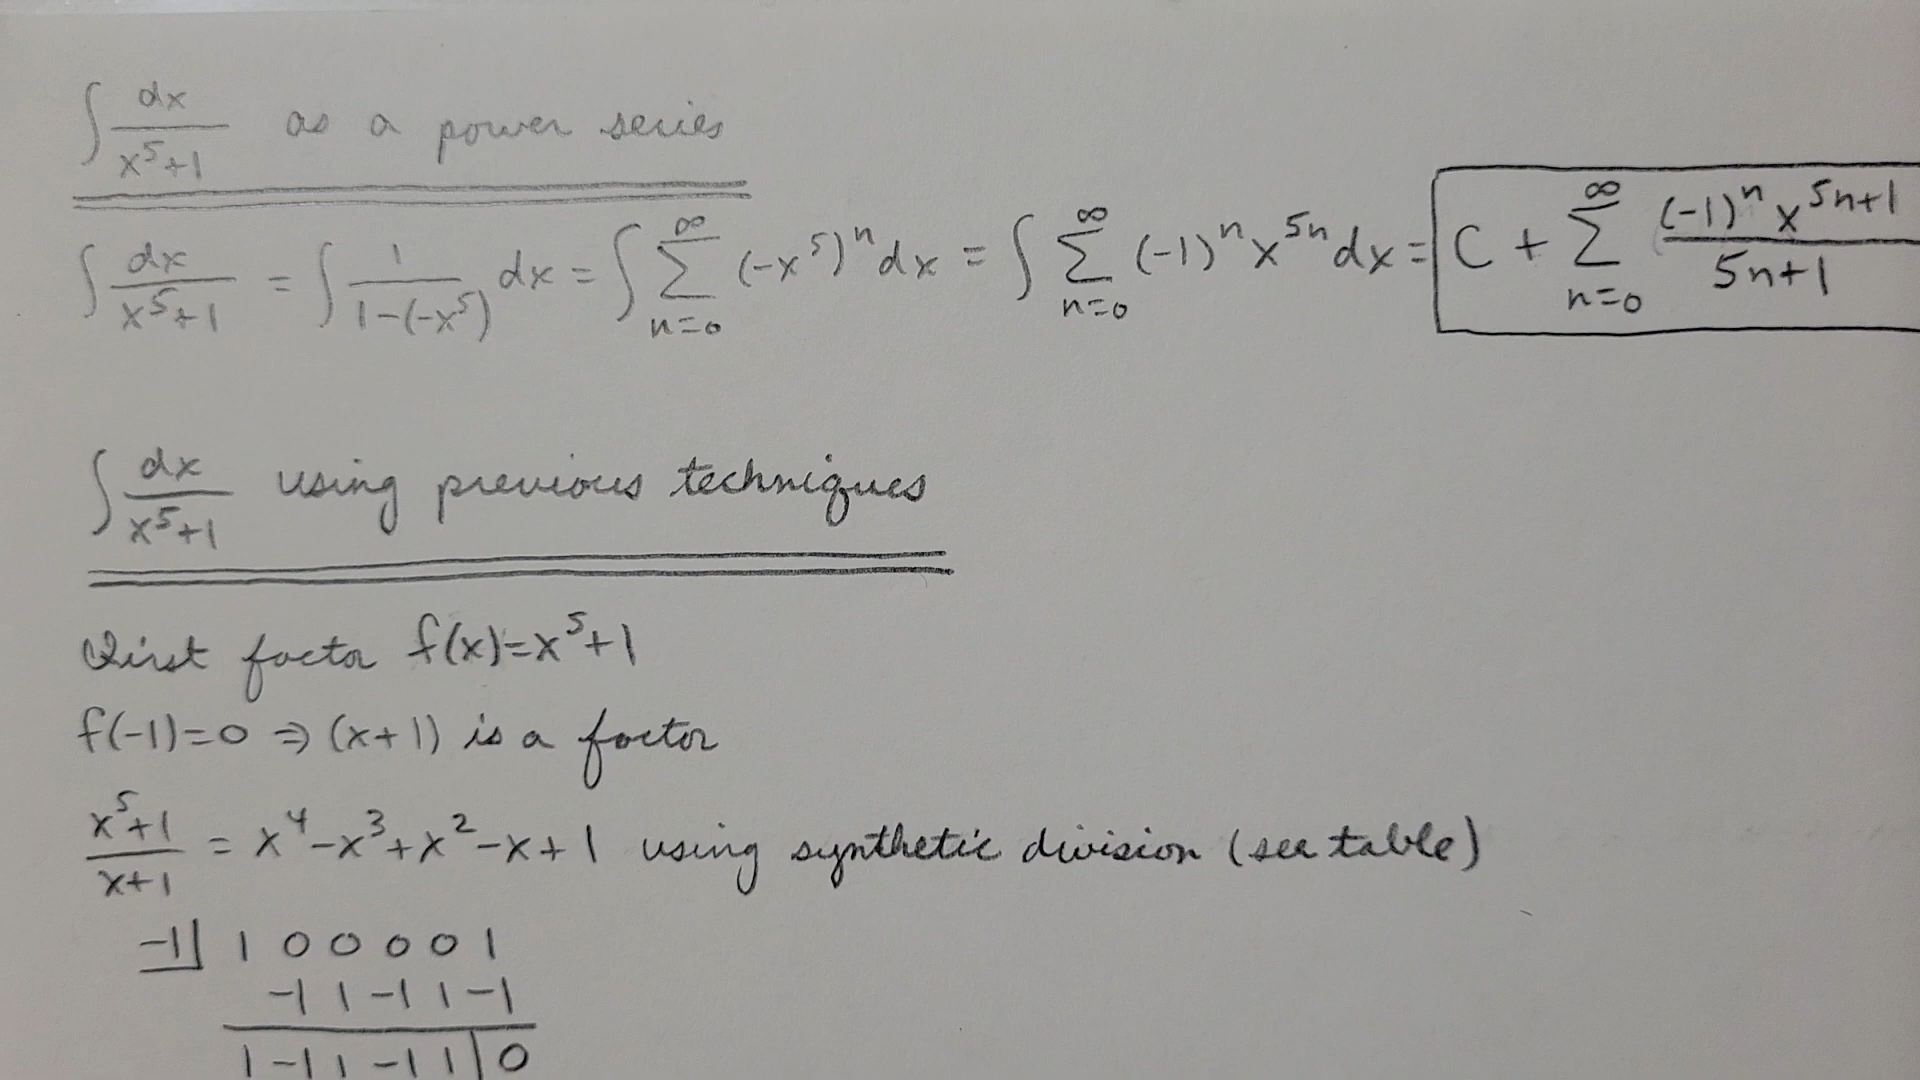 ∫ dx/(x⁵+1) as a power series
∫ dx/(x⁵+1) = ∫ 1/(1-(-x⁵)) dx = ∫ ∑_{n=0}^{∞} (-x⁵)ⁿ dx = ∫ ∑_{n=0}^{∞} (-1)ⁿ x⁵ⁿ dx = C + ∑_{n=0}^{∞} (-1)ⁿ x⁵ⁿ⁺¹/(5n+1)
∫ dx/(x⁵+1) using previous techniques
First factor f(x)=x⁵+1
f(-1)=0 ⇒ (x+1) is a factor
(x⁵+1)/(x+1) = x⁴-x³+x²-x+1 using synthetic division (see table)
-1| 1 0 0 0 0 1
-1 1 -1 1 -1
1 -1 1 -1 1 | 0